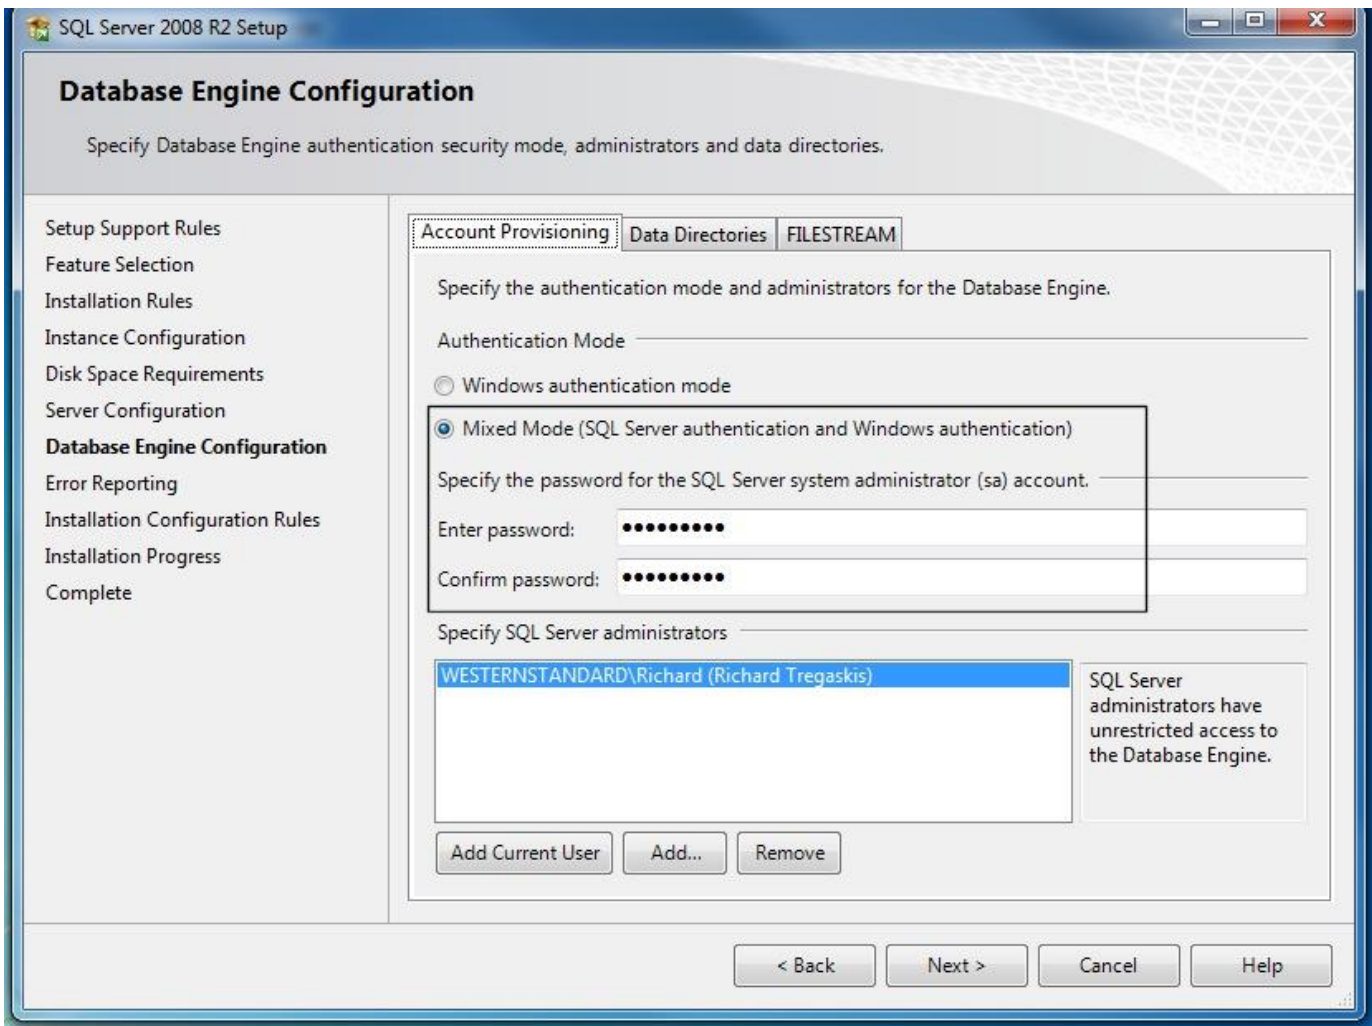 SQL Server 2008 R2 Setup
Database Engine Configuration
Specify Database Engine authentication security mode, administrators and data directories.
Setup Support Rules
Feature Selection
Installation Rules
Instance Configuration
Disk Space Requirements
Server Configuration
Database Engine Configuration
Error Reporting
Installation Configuration Rules
Installation Progress
Complete
Account Provisioning Data Directories FILESTREAM
Specify the authentication mode and administrators for the Database Engine.
Authentication Mode
Windows authentication mode
Mixed Mode (SQL Server authentication and Windows authentication)
Specify the password for the SQL Server system administrator (sa) account.
Enter password: ●●●●●●●●●
Confirm password: ●●●●●●●●●
Specify SQL Server administrators
WESTERNSTANDARD\Richard (Richard Tregaskis)
SQL Server
administrators have
unrestricted access to
the Database Engine.
Add Current User Add... Remove
< Back Next > Cancel Help